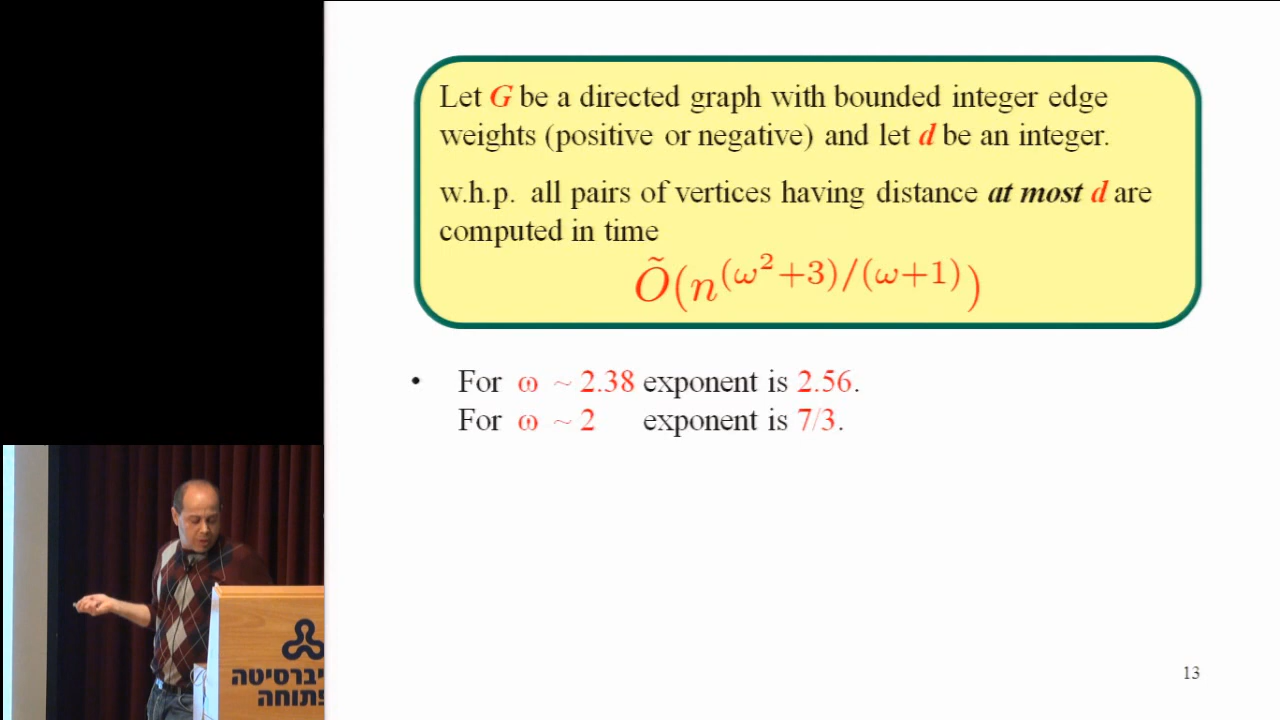 Let G be a directed graph with bounded integer edge
weights (positive or negative) and let d be an integer.
w.h.p. all pairs of vertices having distance at most d are
computed in time
Õ(n^{(ω²+3)/(ω+1)})
• For ω ~ 2.38 exponent is 2.56.
For ω ~ 2 exponent is 7/3.
13